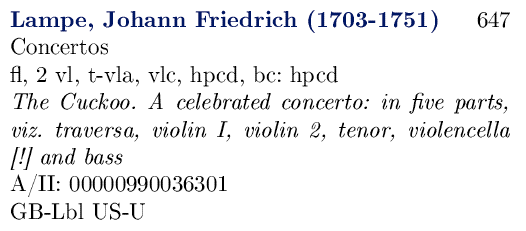 Lampe, Johann Friedrich (1703-1751) 647
Concertos
fl, 2 vl, t-vla, vlc, hpcd, bc: hpcd
The Cuckoo. A celebrated concerto: in five parts,
viz. traversa, violin I, violin 2, tenor, violencella
[!] and bass
A/II: 00000990036301
GB-Lbl US-U